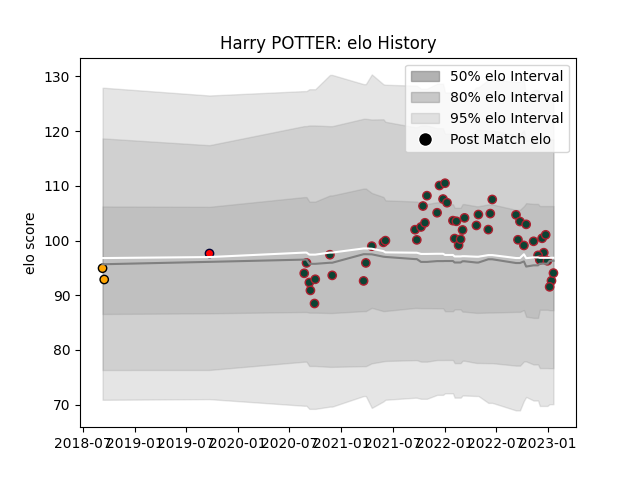 Harry POTTER: elo History
130
120
110
100
90
80
70
elo score
50% elo Interval
80% elo Interval
95% elo Interval
Post Match elo
2018-07 2019-01 2019-07 2020-01 2020-07 2021-01 2021-07 2022-01 2022-07 2023-01